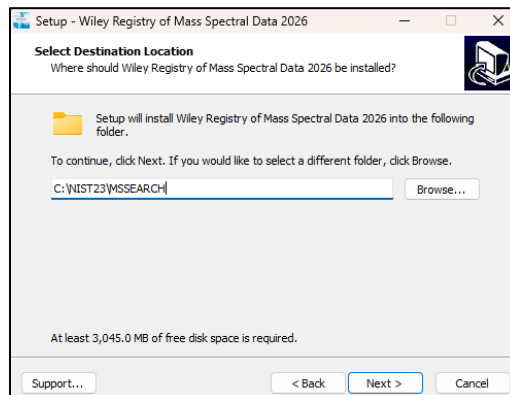 Setup - Wiley Registry of Mass Spectral Data 2026
Select Destination Location
Where should Wiley Registry of Mass Spectral Data 2026 be installed?
Setup will install Wiley Registry of Mass Spectral Data 2026 into the following
folder.
To continue, click Next. If you would like to select a different folder, click Browse.
C:\NIST23\MSSEARCH
Browse...
At least 3,045.0 MB of free disk space is required.
Support...
< Back
Next >
Cancel